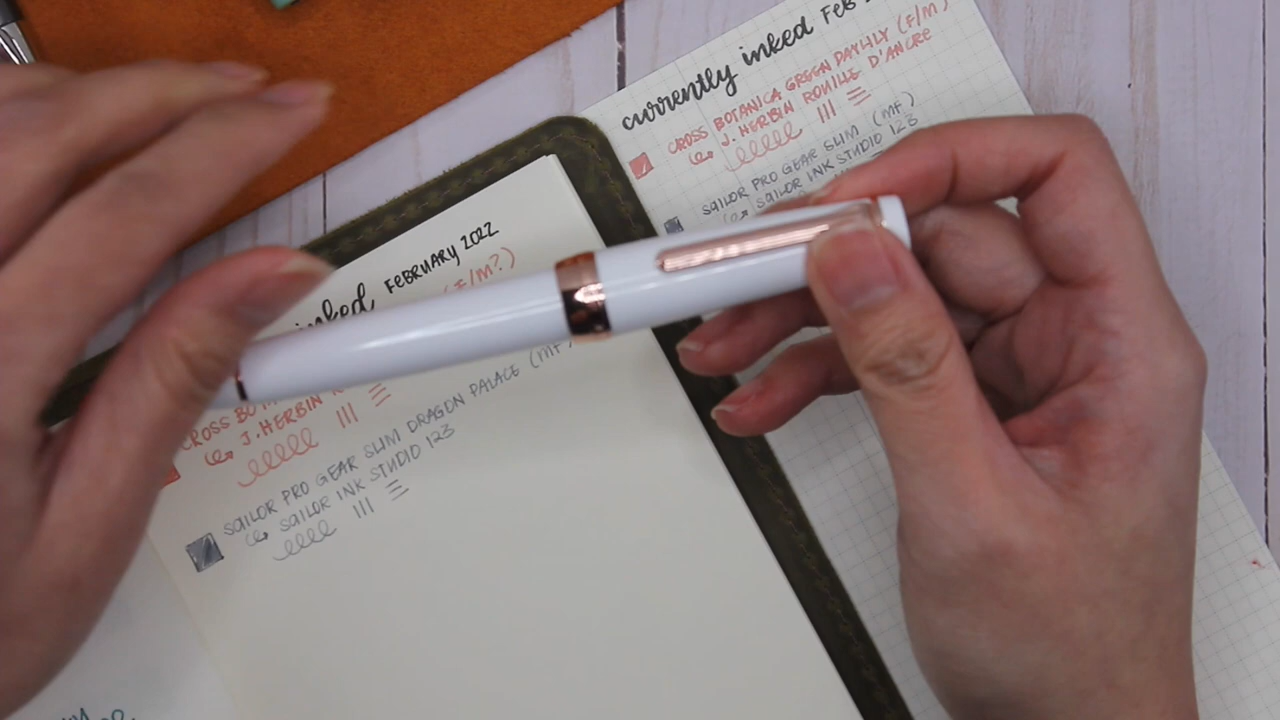 currently inked FEB
CROSS BOTANICA GREEN DAYLILY (F/M)
↳ J. HERBIN ROUILLE D'ANCRE
SAILOR PRO GEAR SLIM (MF)
↳ SAILOR INK STUDIO 123
inked FEBRUARY 2022
(F/M?)
CROSS
↳ J. HERBIN
SAILOR PRO GEAR SLIM DRAGON PALACE (MF)
↳ SAILOR INK STUDIO 123